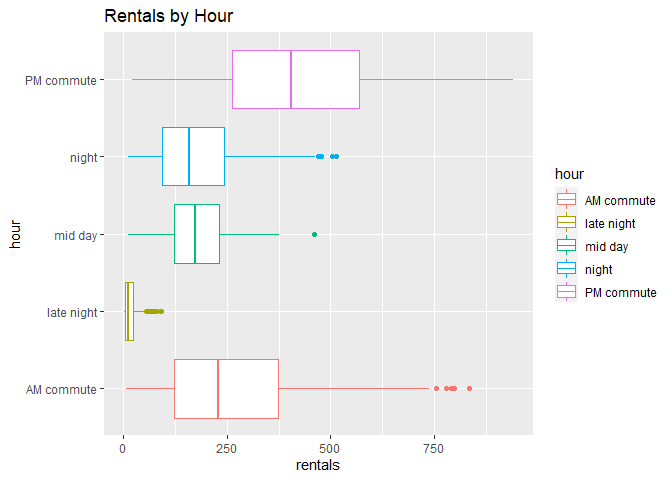 Rentals by Hour
PM commute
night
mid day
late night
AM commute
hour
0
250
500
750
rentals
hour
AM commute
late night
mid day
night
PM commute